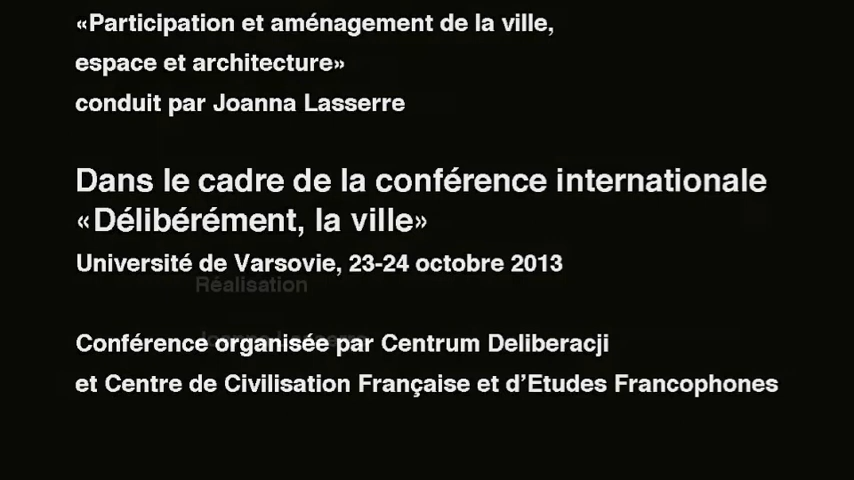 «Participation et aménagement de la ville,
espace et architecture»
conduit par Joanna Lasserre
Dans le cadre de la conférence internationale
«Délibérément, la ville»
Université de Varsovie, 23-24 octobre 2013
Réalisation
Conférence organisée par Centrum Deliberacji
et Centre de Civilisation Française et d’Etudes Francophones